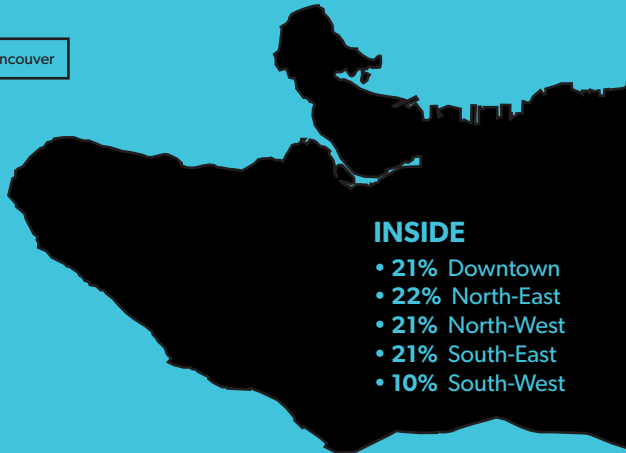 ncouver
INSIDE
• 21% Downtown
• 22% North-East
• 21% North-West
• 21% South-East
• 10% South-West